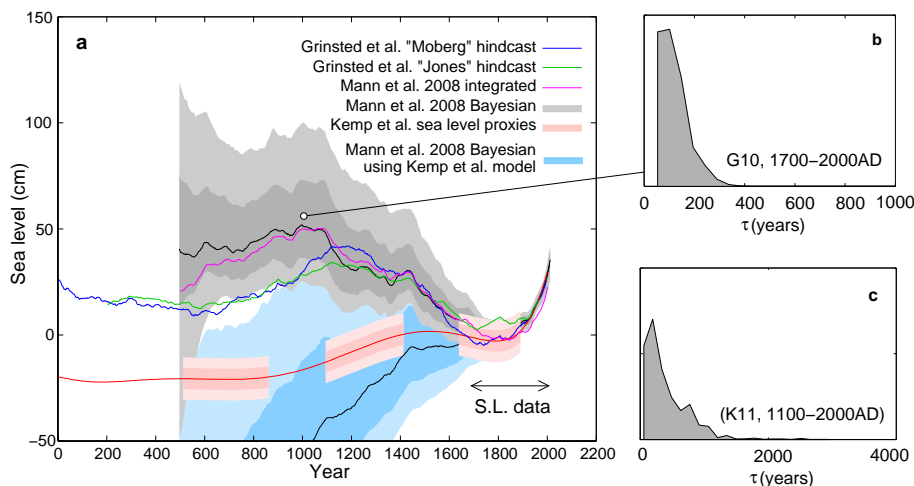 a
Grinsted et al. "Moberg" hindcast
Grinsted et al. "Jones" hindcast
Mann et al. 2008 integrated
Mann et al. 2008 Bayesian
Kemp et al. sea level proxies
Mann et al. 2008 Bayesian
using Kemp et al. model
150
100
50
0
−50
Sea level (cm)
S.L. data
0 200 400 600 800 1000 1200 1400 1600 1800 2000 2200
Year
b
G10, 1700−2000AD
0 200 400 600 800 1000
τ(years)
c
(K11, 1100−2000AD)
0 2000 4000
τ(years)